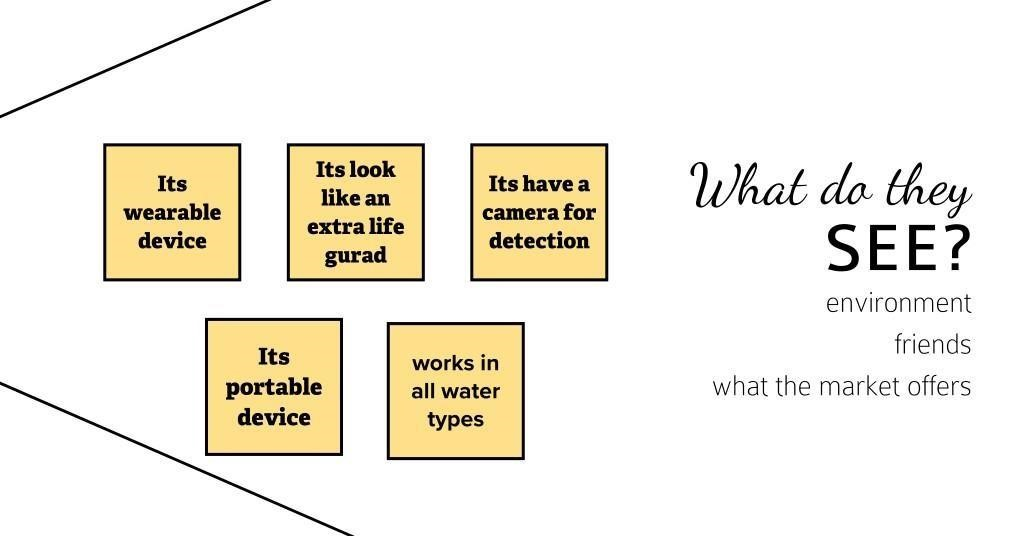 Its
wearable
device
Its look
like an
extra life
gurad
Its have a
camera for
detection
Its
portable
device
works in
all water
types
What do they
SEE?
environment
friends
what the market offers